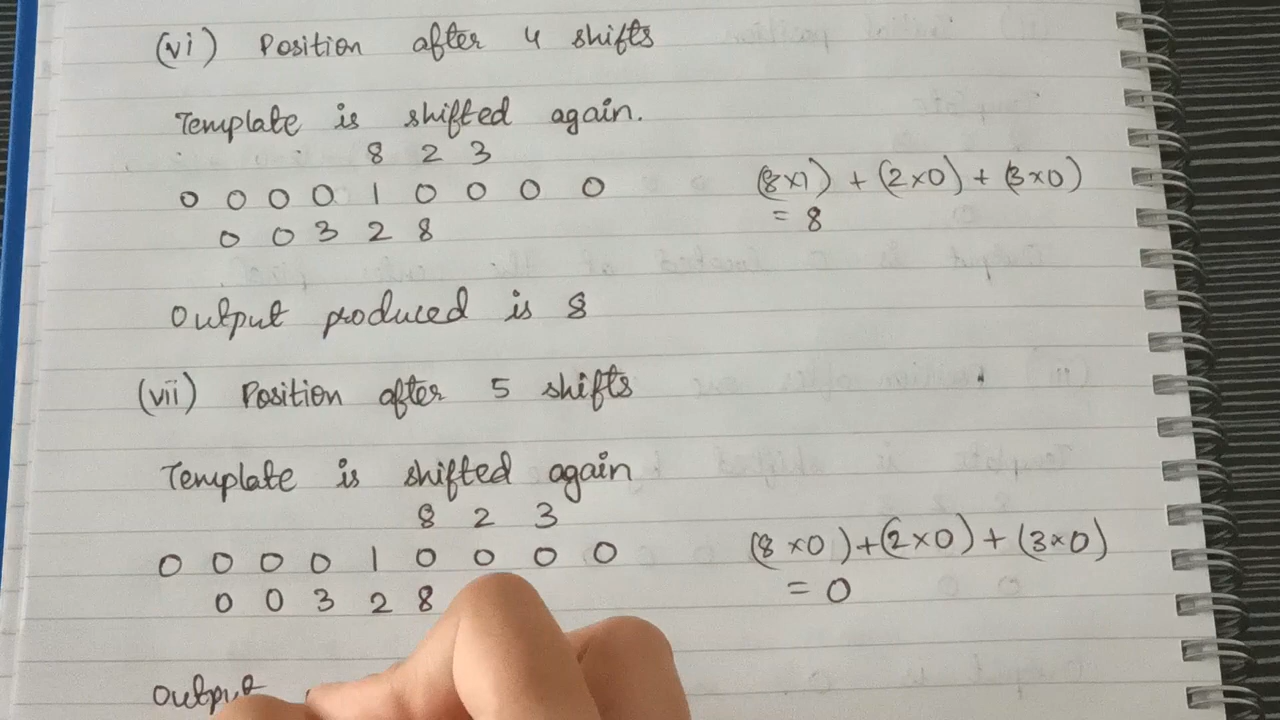 (vi) Position after 4 shifts
Template is shifted again.
8 2 3
0 0 0 0 1 0 0 0 0 (8×1) + (2×0) + (3×0)
0 0 3 2 8 = 8
Output produced is 8
(vii) Position after 5 shifts
Template is shifted again
8 2 3
0 0 0 0 1 0 0 0 0 (8×0)+(2×0)+(3×0)
0 0 3 2 8 = 0
Output